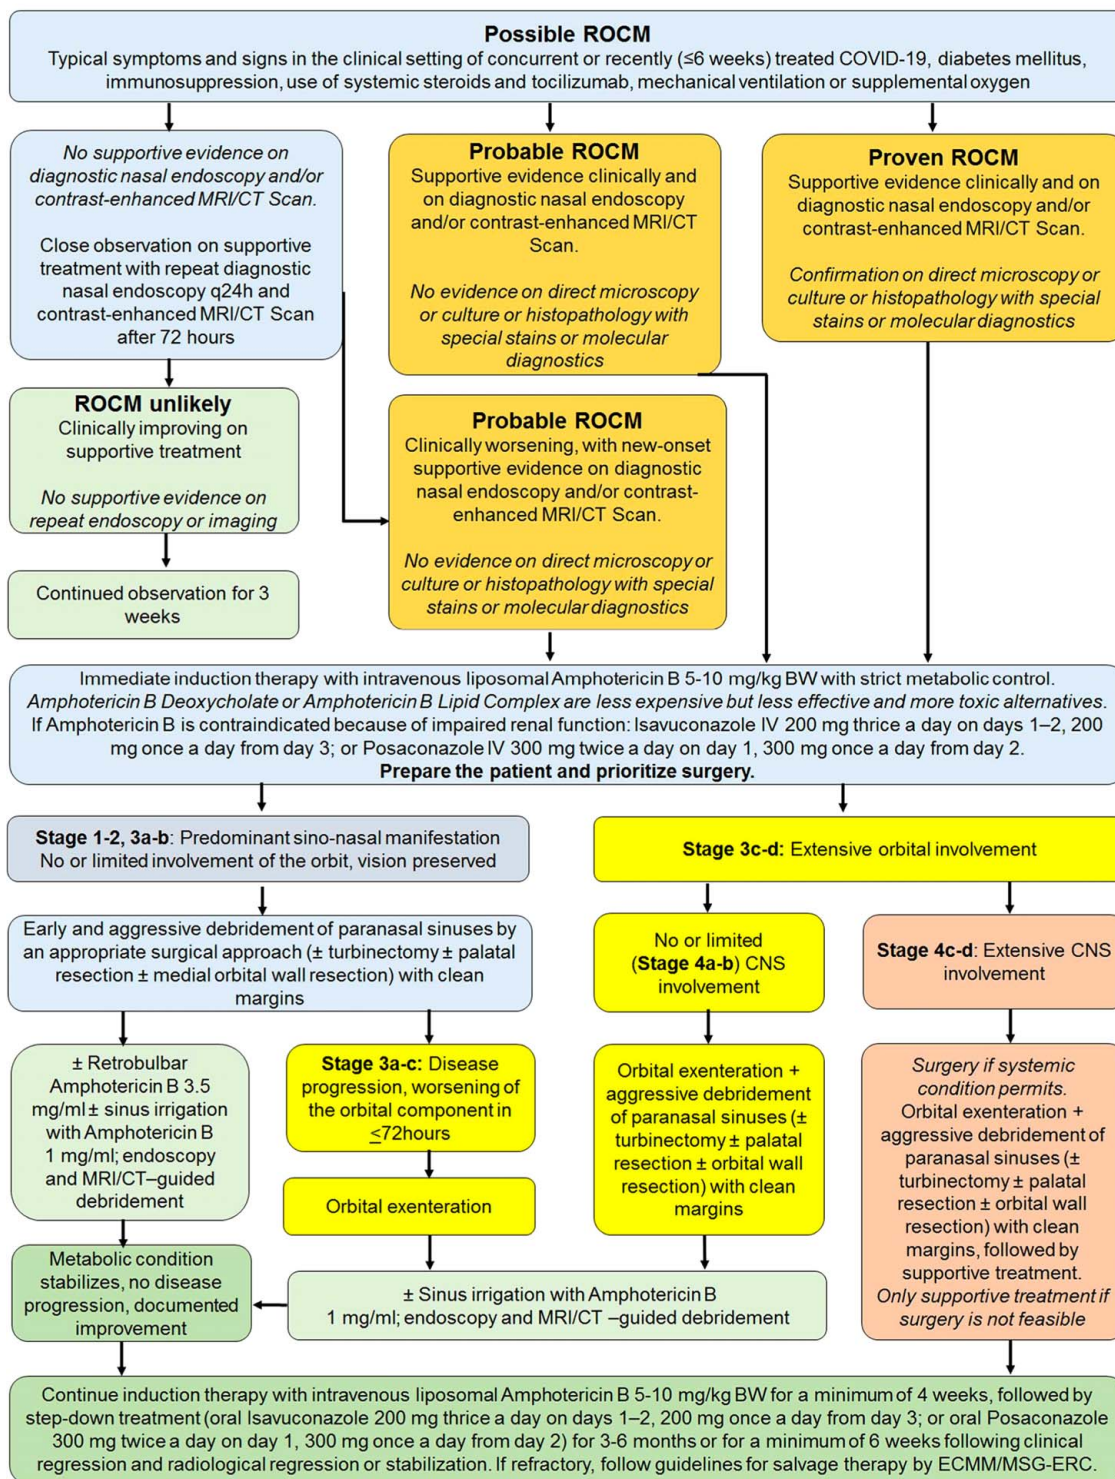 Possible ROCM
Typical symptoms and signs in the clinical setting of concurrent or recently (≤6 weeks) treated COVID-19, diabetes mellitus,
immunosuppression, use of systemic steroids and tocilizumab, mechanical ventilation or supplemental oxygen
No supportive evidence on
diagnostic nasal endoscopy and/or
contrast-enhanced MRI/CT Scan.
Close observation on supportive
treatment with repeat diagnostic
nasal endoscopy q24h and
contrast-enhanced MRI/CT Scan
after 72 hours
Probable ROCM
Supportive evidence clinically and
on diagnostic nasal endoscopy
and/or contrast-enhanced MRI/CT
Scan.
No evidence on direct microscopy
or culture or histopathology with
special stains or molecular
diagnostics
Proven ROCM
Supportive evidence clinically and on
diagnostic nasal endoscopy and/or
contrast-enhanced MRI/CT Scan.
Confirmation on direct microscopy or
culture or histopathology with special
stains or molecular diagnostics
ROCM unlikely
Clinically improving on
supportive treatment
No supportive evidence on
repeat endoscopy or imaging
Probable ROCM
Clinically worsening, with new-onset
supportive evidence on diagnostic
nasal endoscopy and/or contrast-
enhanced MRI/CT Scan.
No evidence on direct microscopy or
culture or histopathology with special
stains or molecular diagnostics
Continued observation for 3
weeks
Immediate induction therapy with intravenous liposomal Amphotericin B 5-10 mg/kg BW with strict metabolic control.
Amphotericin B Deoxycholate or Amphotericin B Lipid Complex are less expensive but less effective and more toxic alternatives.
If Amphotericin B is contraindicated because of impaired renal function: Isavuconazole IV 200 mg thrice a day on days 1–2, 200
mg once a day from day 3; or Posaconazole IV 300 mg twice a day on day 1, 300 mg once a day from day 2.
Prepare the patient and prioritize surgery.
Stage 1-2, 3a-b: Predominant sino-nasal manifestation
No or limited involvement of the orbit, vision preserved
Stage 3c-d: Extensive orbital involvement
Early and aggressive debridement of paranasal sinuses by
an appropriate surgical approach (± turbinectomy ± palatal
resection ± medial orbital wall resection) with clean
margins
No or limited
(Stage 4a-b) CNS
involvement
Stage 4c-d: Extensive CNS
involvement
± Retrobulbar
Amphotericin B 3.5
mg/ml ± sinus irrigation
with Amphotericin B
1 mg/ml; endoscopy
and MRI/CT–guided
debridement
Stage 3a-c: Disease
progression, worsening of
the orbital component in
≤72hours
Orbital exenteration
Orbital exenteration +
aggressive debridement
of paranasal sinuses (±
turbinectomy ± palatal
resection ± orbital wall
resection) with clean
margins
Surgery if systemic
condition permits.
Orbital exenteration +
aggressive debridement of
paranasal sinuses (±
turbinectomy ± palatal
resection ± orbital wall
resection) with clean
margins, followed by
supportive treatment.
Only supportive treatment if
surgery is not feasible
Metabolic condition
stabilizes, no disease
progression, documented
improvement
± Sinus irrigation with Amphotericin B
1 mg/ml; endoscopy and MRI/CT –guided debridement
Continue induction therapy with intravenous liposomal Amphotericin B 5-10 mg/kg BW for a minimum of 4 weeks, followed by
step-down treatment (oral Isavuconazole 200 mg thrice a day on days 1–2, 200 mg once a day from day 3; or oral Posaconazole
300 mg twice a day on day 1, 300 mg once a day from day 2) for 3-6 months or for a minimum of 6 weeks following clinical
regression and radiological regression or stabilization. If refractory, follow guidelines for salvage therapy by ECMM/MSG-ERC.